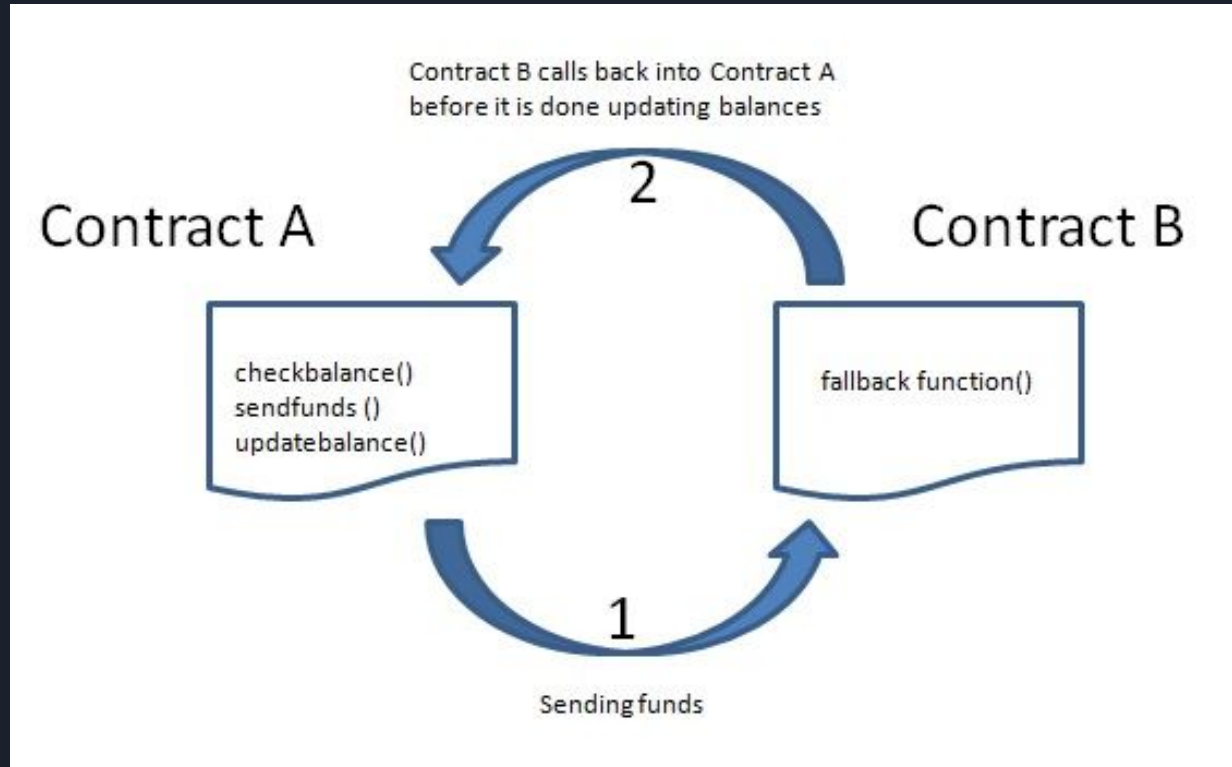 Contract B calls back into Contract A
before it is done updating balances
2
Contract A
Contract B
checkbalance()
sendfunds ()
updatebalance()
fallback function()
1
Sending funds